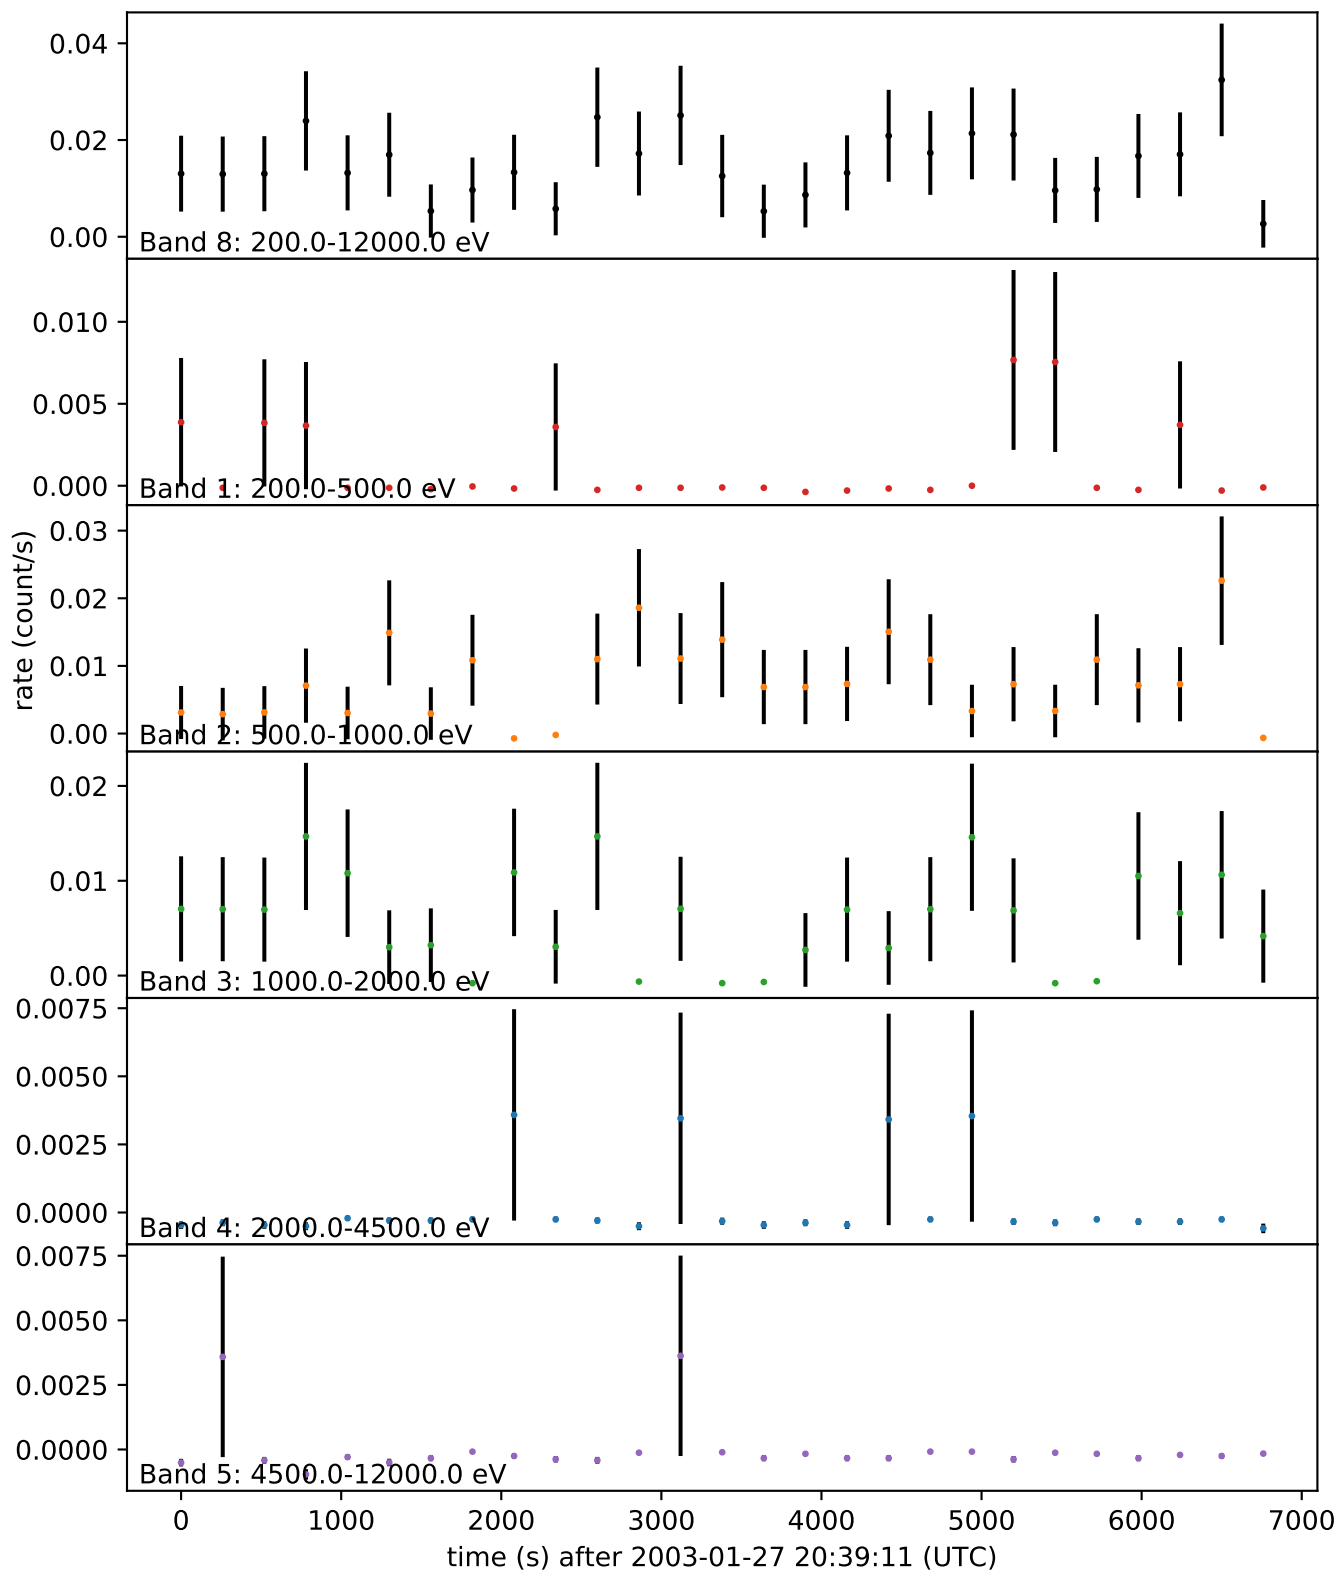 0.04
0.02
0.00
Band 8: 200.0-12000.0 eV
0.010
0.005
0.000
Band 1: 200.0-500.0 eV
rate (count/s)
0.03
0.02
0.01
0.00
Band 2: 500.0-1000.0 eV
0.02
0.01
0.00
Band 3: 1000.0-2000.0 eV
0.0075
0.0050
0.0025
0.0000
Band 4: 2000.0-4500.0 eV
0.0075
0.0050
0.0025
0.0000
Band 5: 4500.0-12000.0 eV
0 1000 2000 3000 4000 5000 6000 7000
time (s) after 2003-01-27 20:39:11 (UTC)